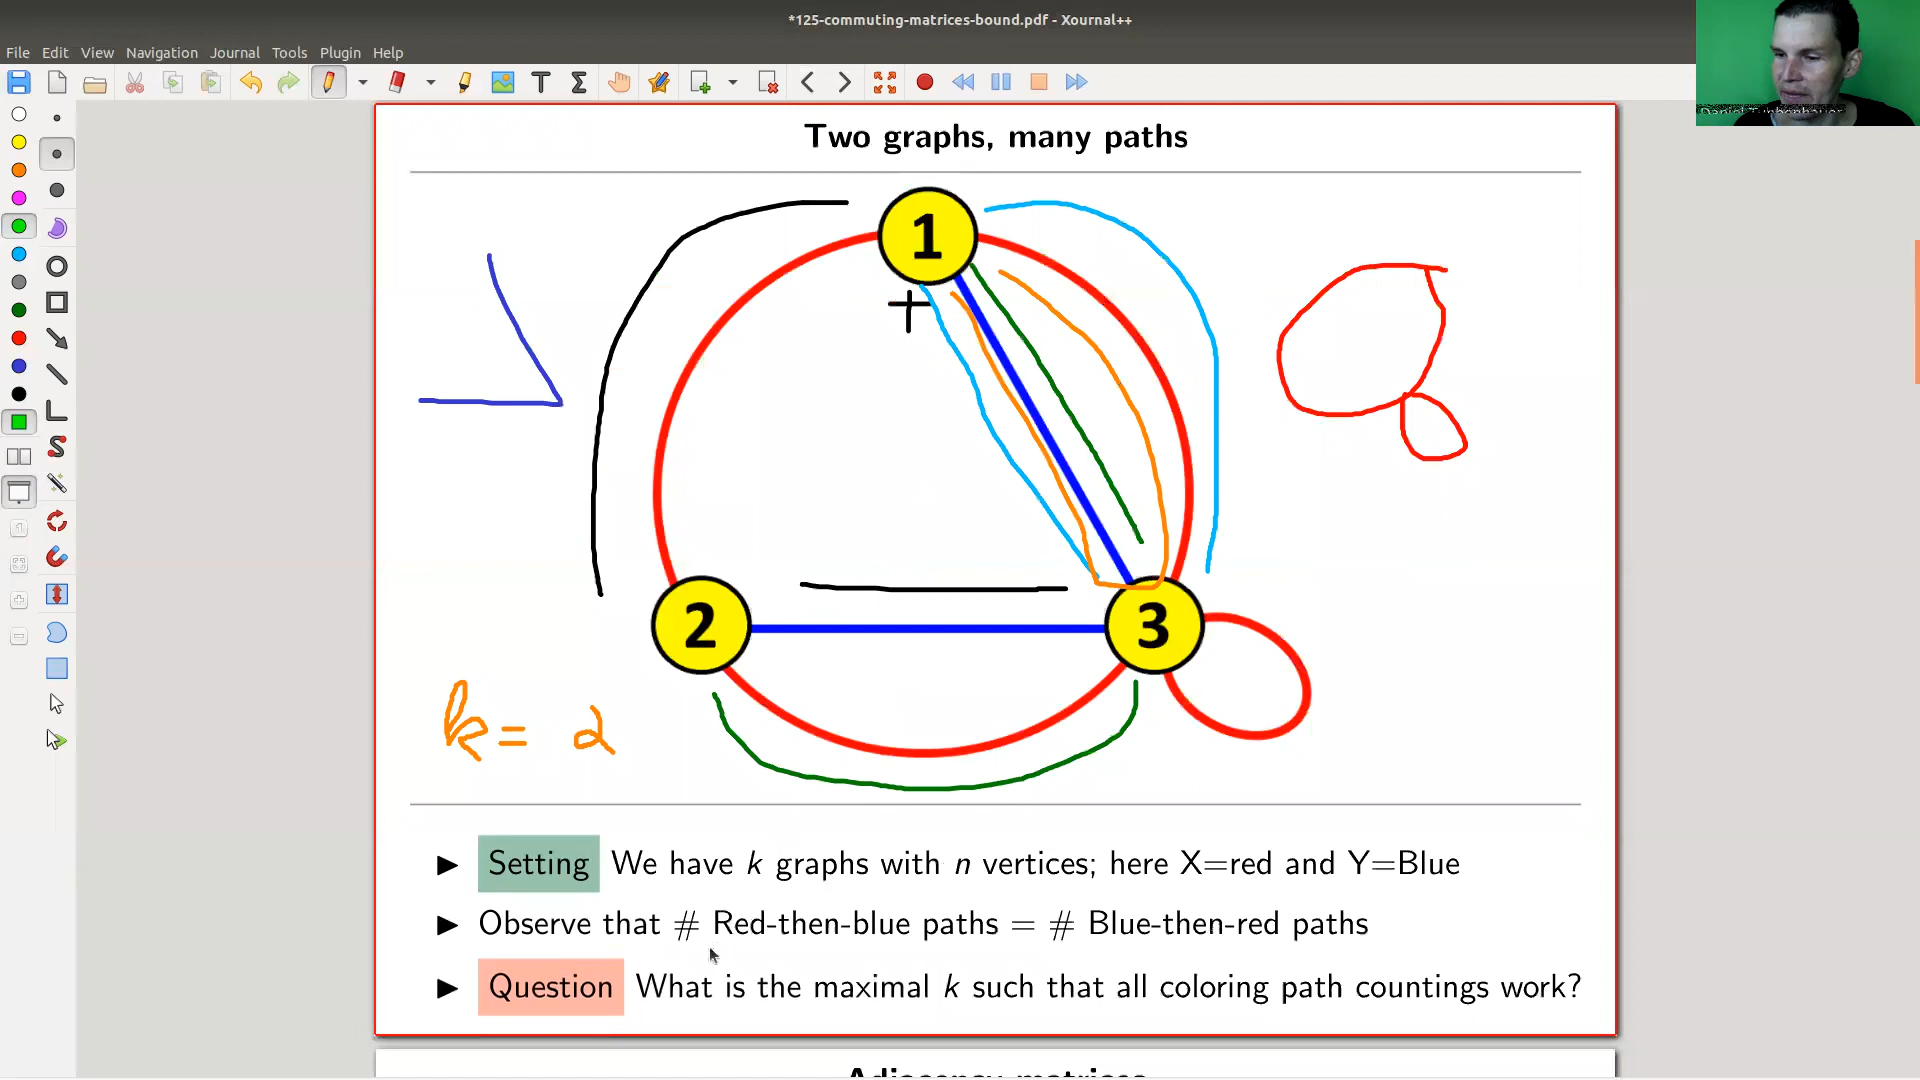 *125-commuting-matrices-bound.pdf - Xournal++
File Edit View Navigation Journal Tools Plugin Help
Two graphs, many paths
1
+
2
3
k = 2
► Setting We have k graphs with n vertices; here X=red and Y=Blue
► Observe that # Red-then-blue paths = # Blue-then-red paths
► Question What is the maximal k such that all coloring path countings work?
Adjacency matrices